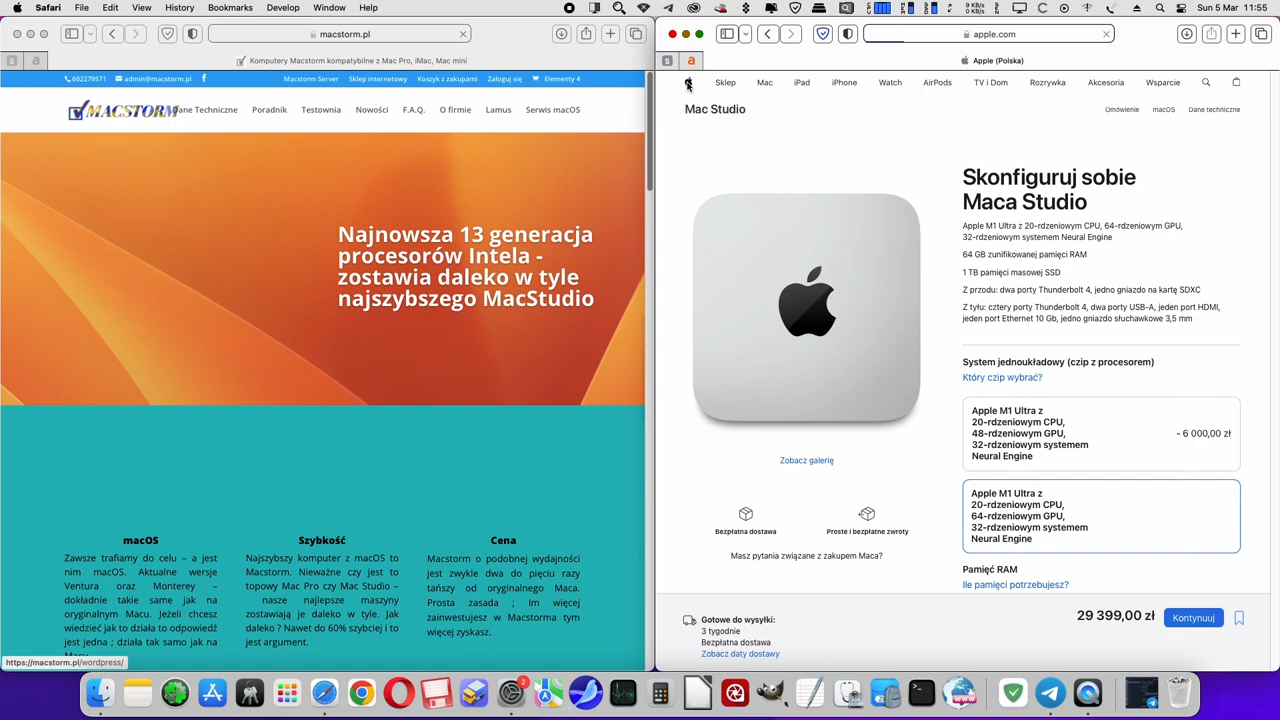 Safari File Edit View History Bookmarks Develop Window Help
9 KB/s
0 KB/s
Sun 5 Mar 11:55
macstorm.pl
S a Komputery Macstorm kompatybilne z Mac Pro, iMac, Mac mini
602279571 admin@macstorm.pl Macstorm Server Sklep internetowy Koszyk z zakupami Zaloguj się Elementy 4
MACSTORM Dane Techniczne Poradnik Testownia Nowości F.A.Q. O firmie Lamus Serwis macOS
Najnowsza 13 generacja
procesorów Intela -
zostawia daleko w tyle
najszybszego MacStudio
macOS
Zawsze trafiamy do celu – a jest
nim macOS. Aktualne wersje
Ventura oraz Monterey –
dokładnie takie same jak na
oryginalnym Macu. Jeżeli chcesz
wiedzieć jak to działa to odpowiedź
jest jedna ; działa tak samo jak na
Macu.
Szybkość
Najszybszy komputer z macOS to
Macstorm. Nieważne czy jest to
topowy Mac Pro czy Mac Studio –
nasze najlepsze maszyny
zostawiają je daleko w tyle. Jak
daleko ? Nawet do 60% szybciej i to
jest argument.
Cena
Macstorm o podobnej wydajności
jest zwykle dwa do pięciu razy
tańszy od oryginalnego Maca.
Prosta zasada ; Im więcej
zainwestujesz w Macstorma tym
więcej zyskasz.
https://macstorm.pl/wordpress/
apple.com
S a Apple (Polska)
Sklep Mac iPad iPhone Watch AirPods TV i Dom Rozrywka Akcesoria Wsparcie
Mac Studio Omówienie macOS Dane techniczne
Skonfiguruj sobie
Maca Studio
Apple M1 Ultra z 20-rdzeniowym CPU, 64-rdzeniowym GPU,
32-rdzeniowym systemem Neural Engine
64 GB zunifikowanej pamięci RAM
1 TB pamięci masowej SSD
Z przodu: dwa porty Thunderbolt 4, jedno gniazdo na kartę SDXC
Z tyłu: cztery porty Thunderbolt 4, dwa porty USB-A, jeden port HDMI,
jeden port Ethernet 10 Gb, jedno gniazdo słuchawkowe 3,5 mm
System jednoukładowy (czip z procesorem)
Który czip wybrać?
Apple M1 Ultra z
20-rdzeniowym CPU,
48-rdzeniowym GPU,
32-rdzeniowym systemem
Neural Engine
- 6 000,00 zł
Apple M1 Ultra z
20-rdzeniowym CPU,
64-rdzeniowym GPU,
32-rdzeniowym systemem
Neural Engine
Pamięć RAM
Ile pamięci potrzebujesz?
Zobacz galerię
Bezpłatna dostawa Proste i bezpłatne zwroty
Masz pytania związane z zakupem Maca?
Gotowe do wysyłki:
3 tygodnie
Bezpłatna dostawa
Zobacz daty dostawy
29 399,00 zł Kontynuuj
2